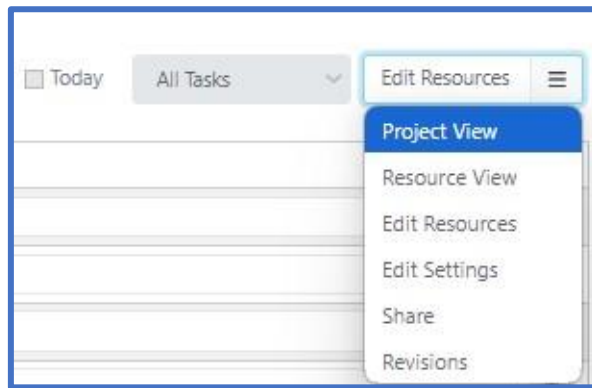 Today All Tasks Edit Resources
Project View
Resource View
Edit Resources
Edit Settings
Share
Revisions